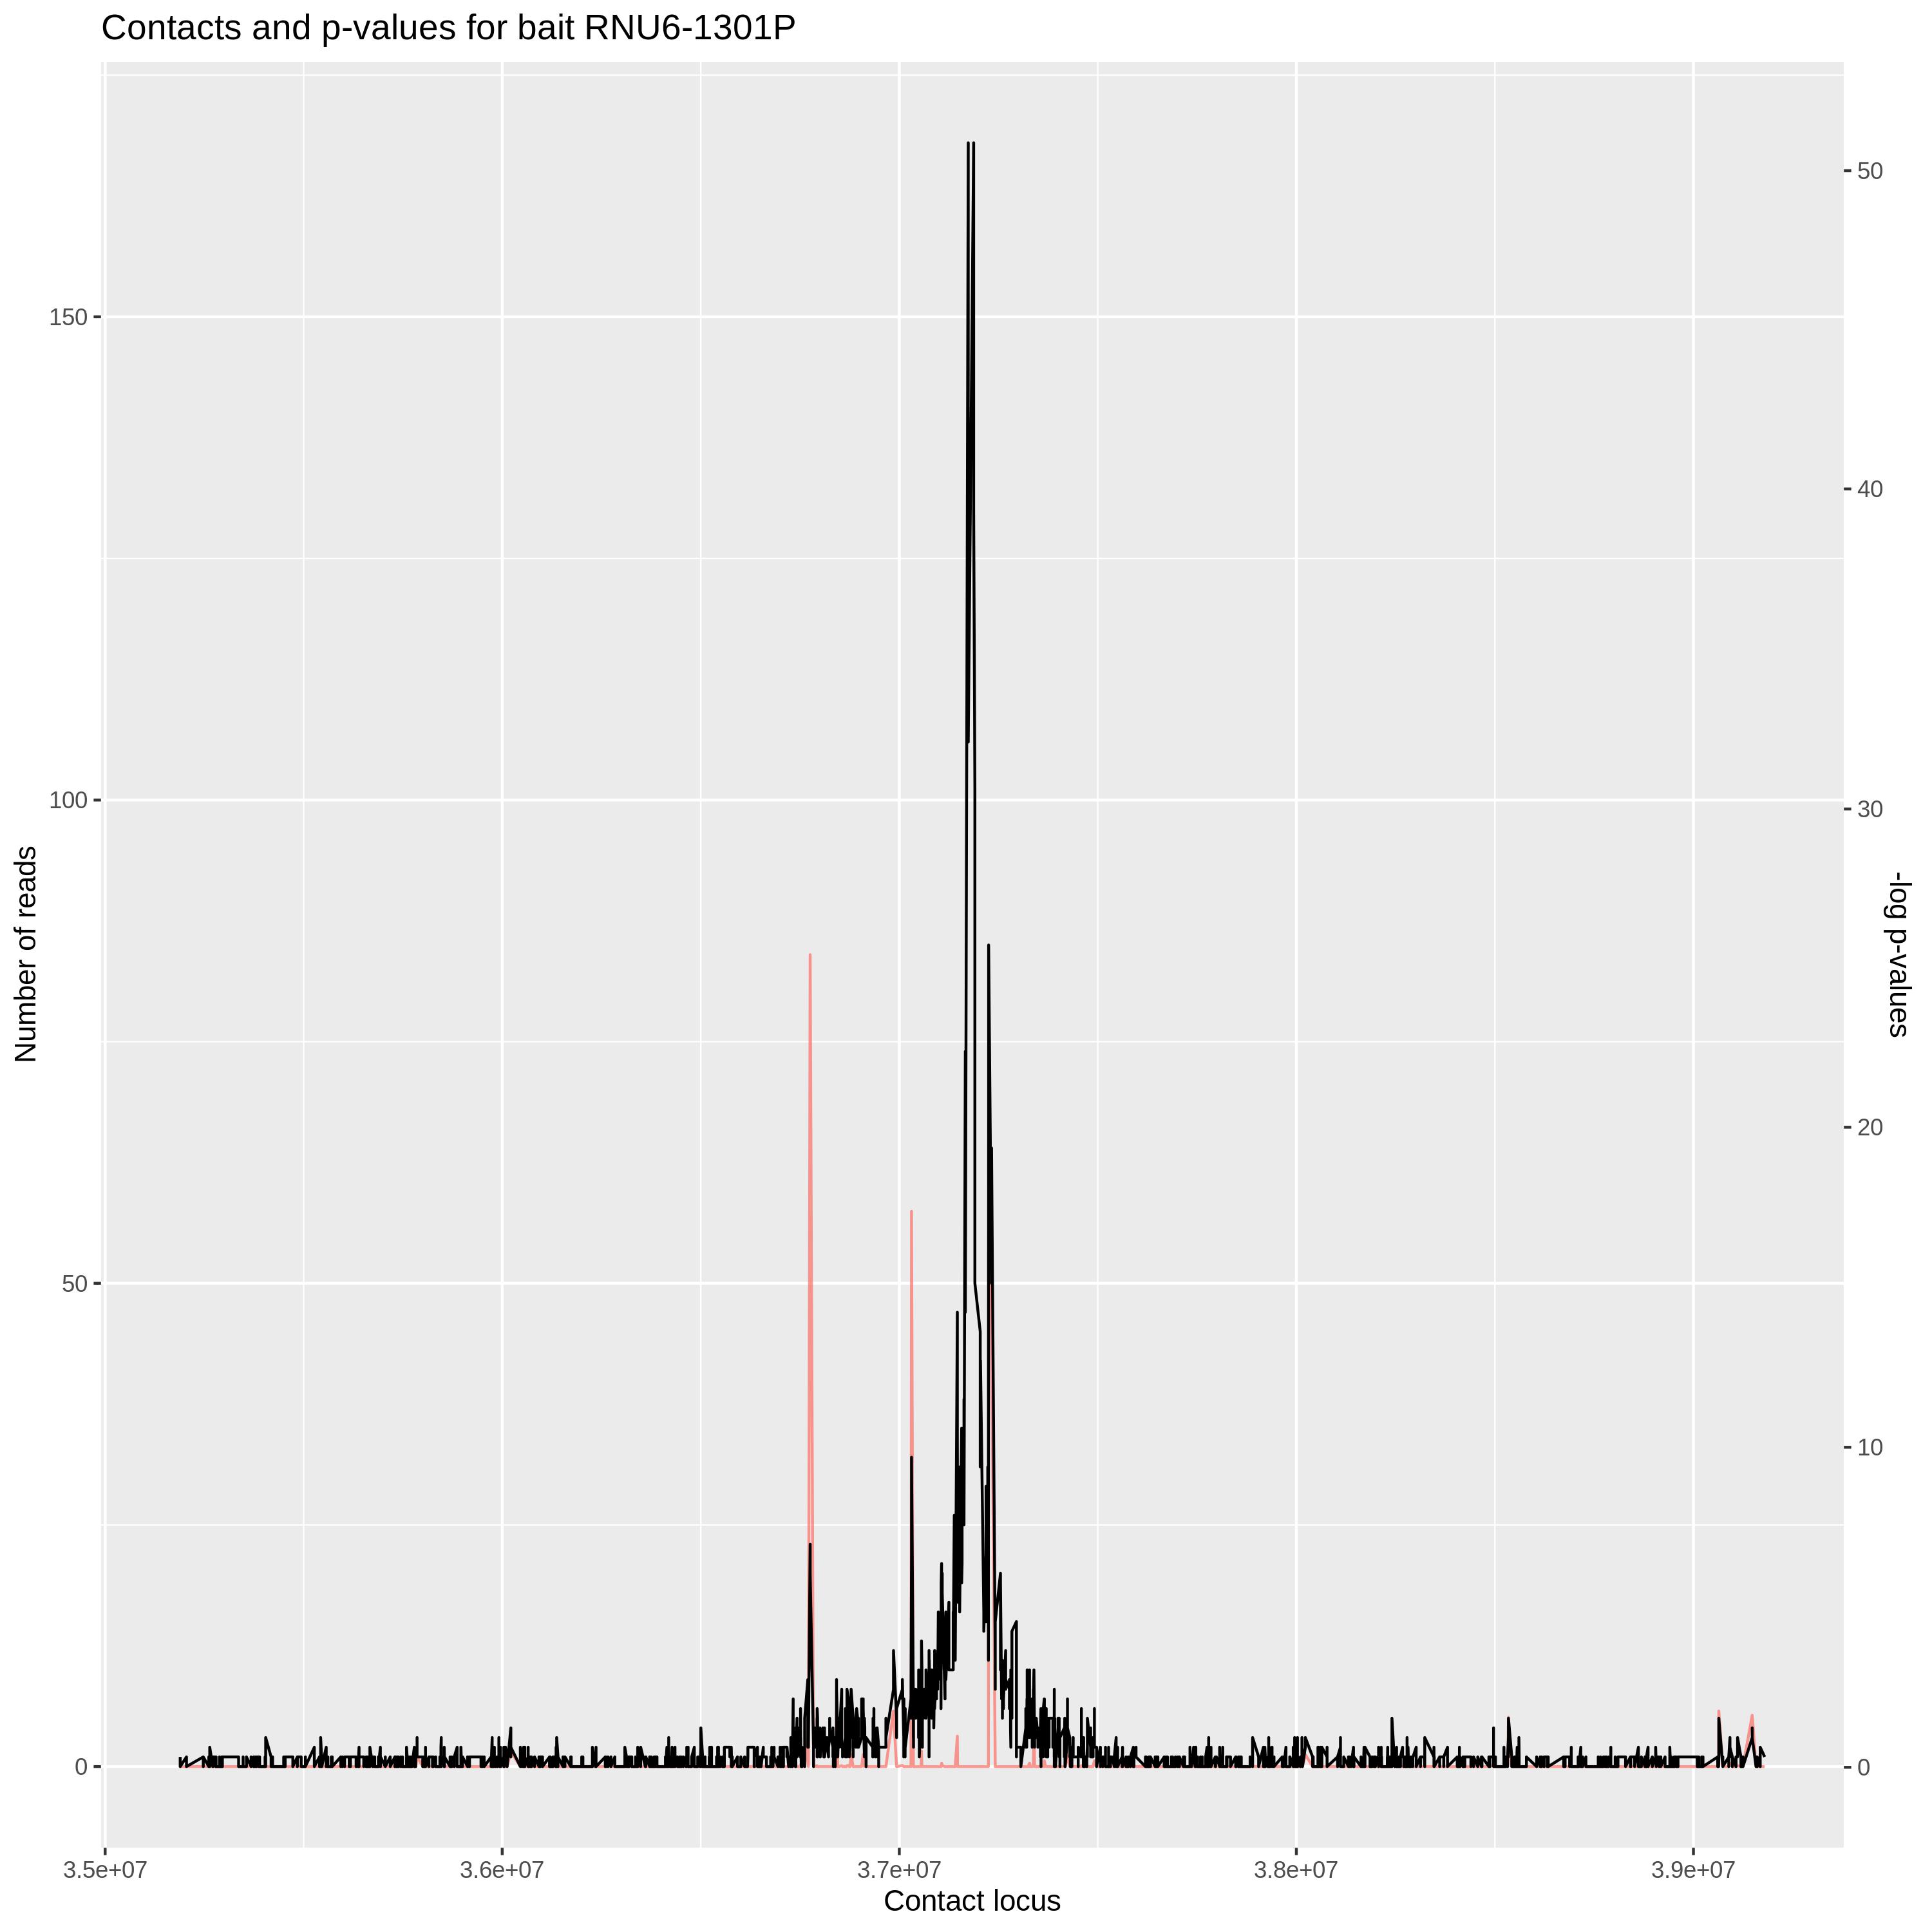 Contacts and p-values for bait RNU6-1301P
150
100
50
0
Number of reads
50
40
30
20
10
0
-log p-values
3.5e+07
3.6e+07
3.7e+07
3.8e+07
3.9e+07
Contact locus